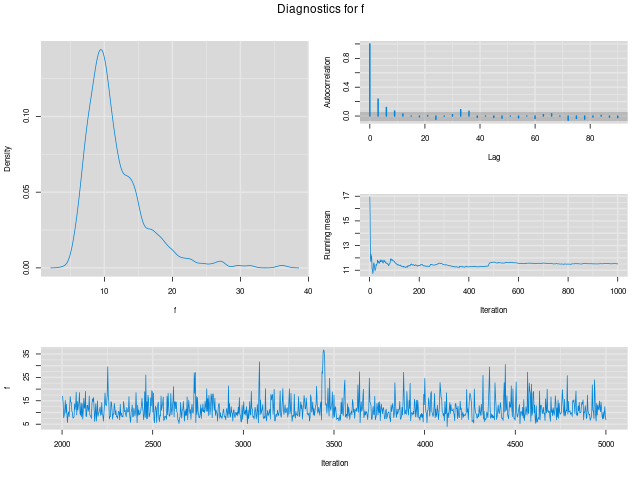 Diagnostics for f
Density
0.00 0.05 0.10
10 20 30 40
f
Autocorrelation
0.0 0.4 0.8
0 20 40 60 80
Lag
Running mean
11 13 15 17
0 200 400 600 800 1000
Iteration
f
5 15 25 35
2000 2500 3000 3500 4000 4500 5000
Iteration